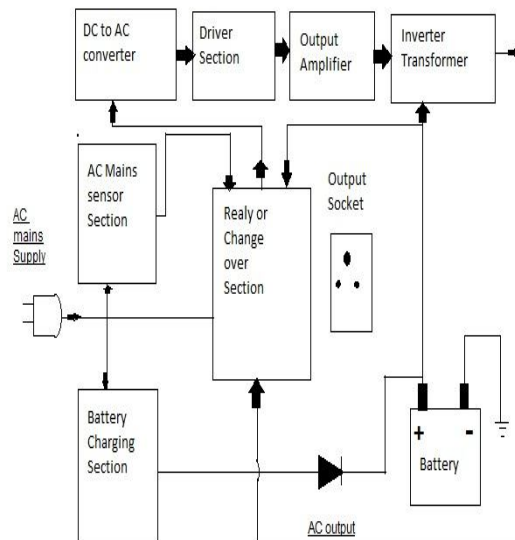 DC to AC
converter
Driver
Section
Output
Amplifier
Inverter
Transformer
AC Mains
sensor
Section
Realy or
Change
over
Section
Output
Socket
AC
mains
Supply
Battery
Charging
Section
+ -
Battery
AC output